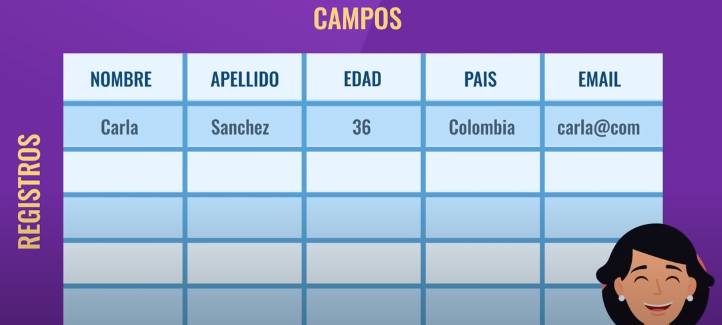 CAMPOS
REGISTROS
NOMBRE APELLIDO EDAD PAIS EMAIL
Carla Sanchez 36 Colombia carla@com